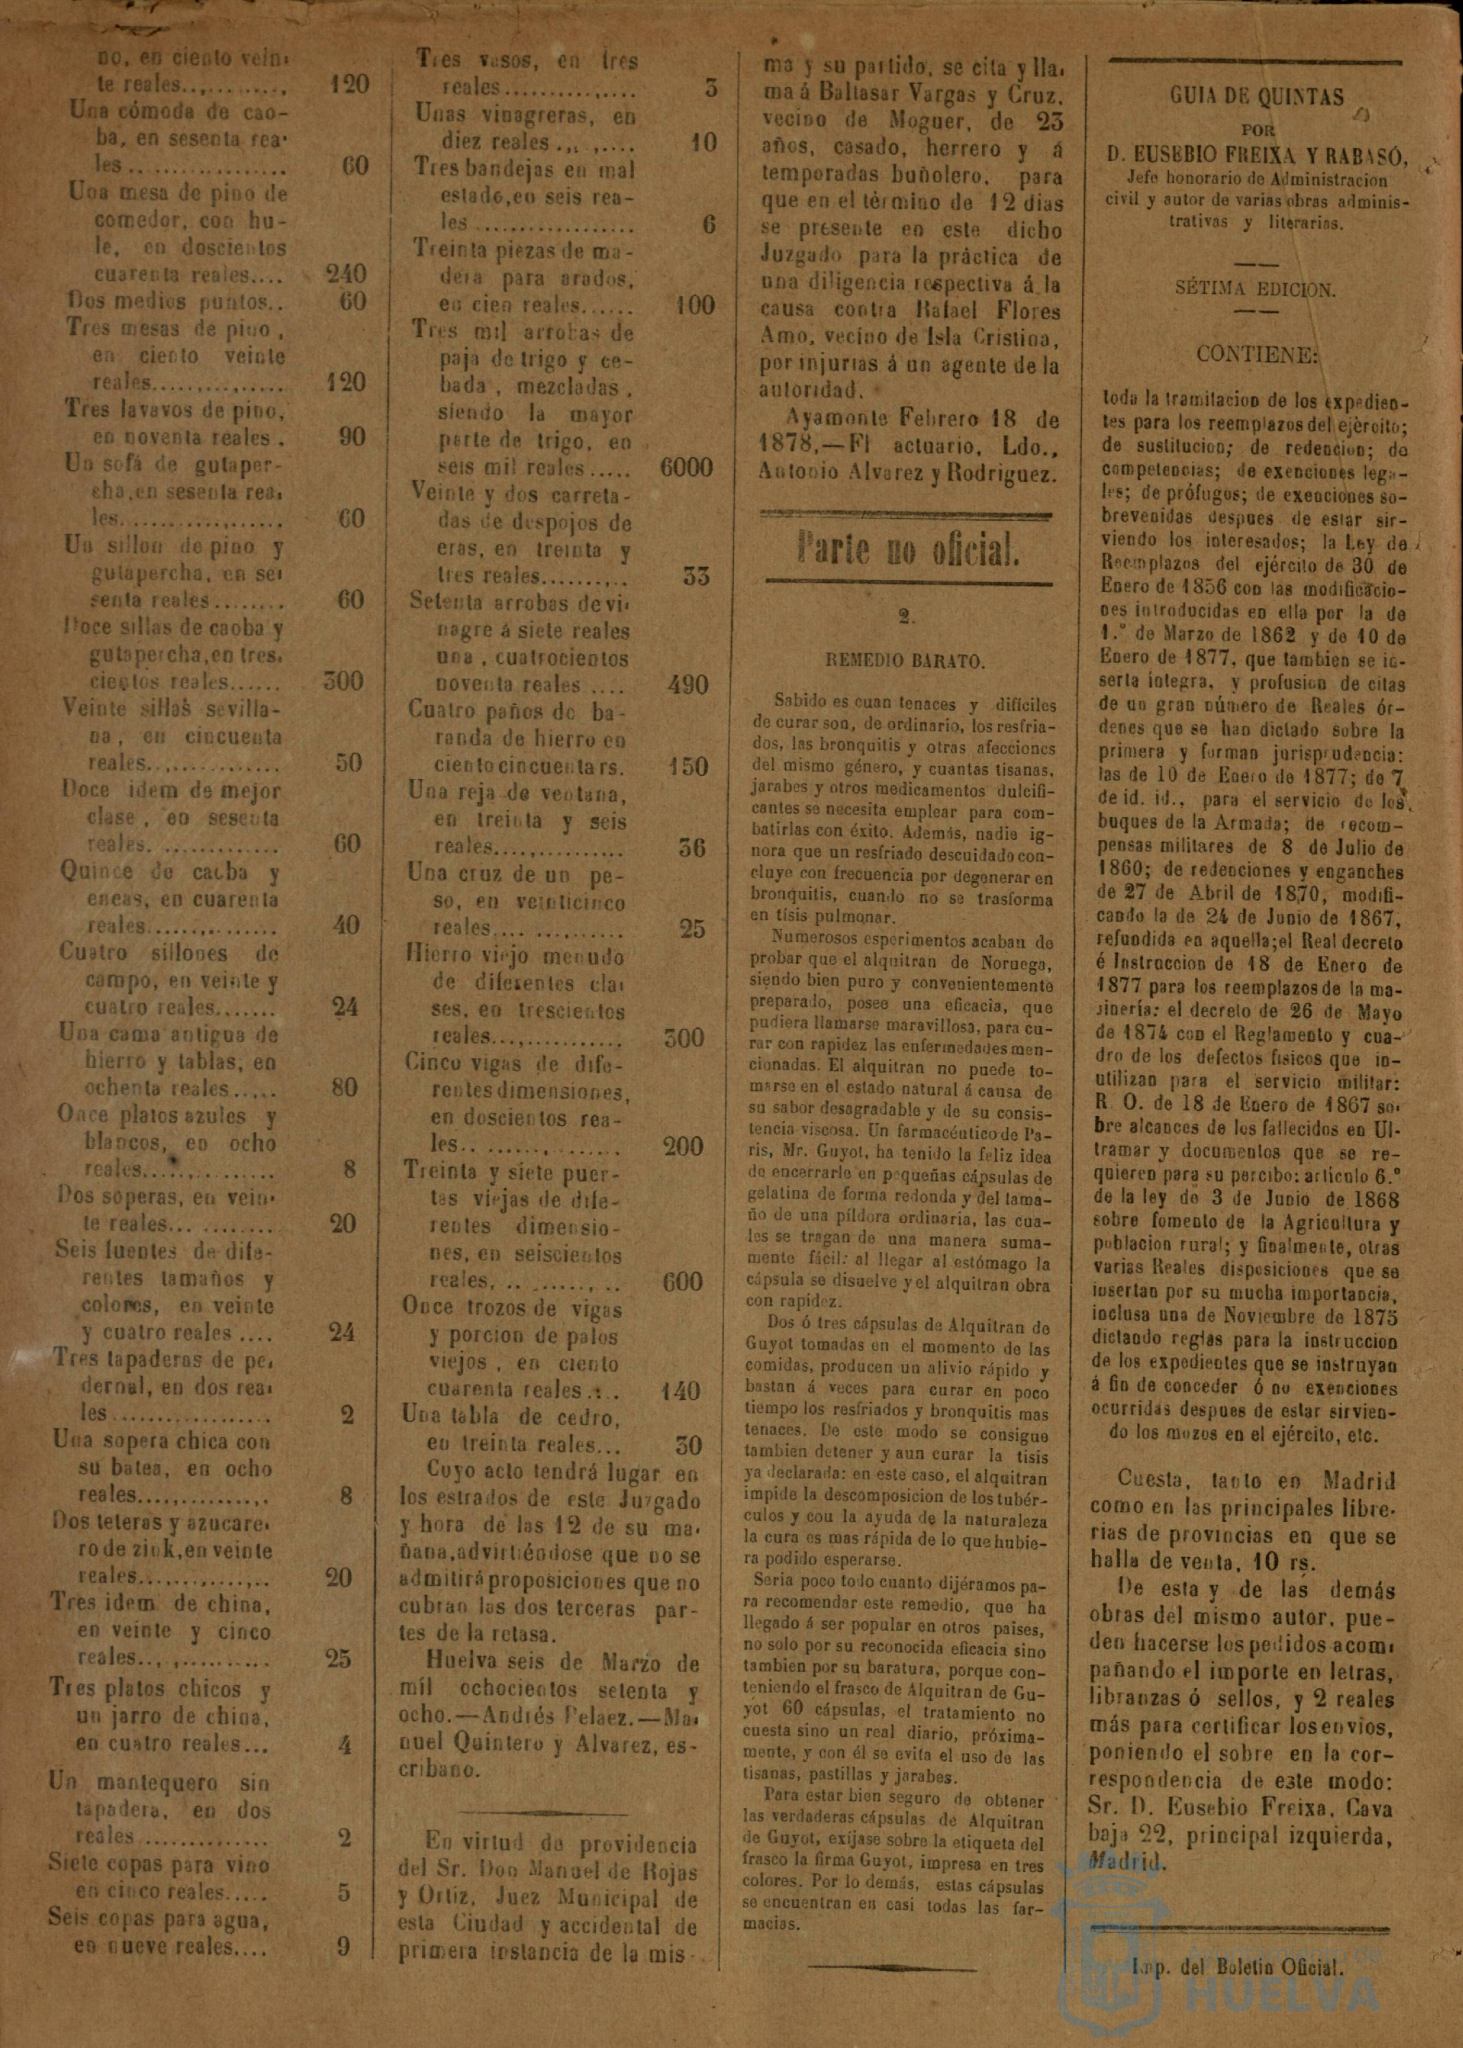 no, en ciento vein-
te reales............ 120
Una cómoda de cao-
ba, en sesenta rea-
les................. 60
Una mesa de pino de
comedor, con hu-
le, en doscientos
cuarenta reales.... 240
Dos medios puntos.. 60
Tres mesas de pino,
en ciento veinte
reales.............. 120
Tres lavavos de pino,
en noventa reales. 90
Un sofá de gutaper-
cha, en sesenta rea-
les................. 60
Un sillon de pino y
gutapercha, en se-
senta reales........ 60
Doce sillas de caoba y
gutapercha, en tres-
cientos reales...... 300
Veinte sillas sevilla-
na, en cincuenta
reales.............. 50
Doce idem de mejor
clase, en sesenta
reales. ............ 60
Quince de caoba y
eneas, en cuarenta
reales.............. 40
Cuatro sillones de
campo, en veinte y
cuatro reales....... 24
Una cama antigua de
hierro y tablas, en
ochenta reales..... 80
Once platos azules y
blancos, en ocho
reales.............. 8
Dos soperas, en vein-
te reales... ......... 20
Seis fuentes de dife-
rentes tamaños y
colores, en veinte
y cuatro reales .... 24
Tres tapaderas de pe-
dernal, en dos rea-
les................. 2
Una sopera chica con
su batea, en ocho
reales.............. 8
Dos teteras y azucare-
ro de zink, en veinte
reales.............. 20
Tres idem de china,
en veinte y cinco
reales.............. 25
Tres platos chicos y
un jarro de china,
en cuatro reales... 4
Un mantequero sin
tapadera, en dos
reales ............. 2
Siete copas para vino
en cinco reales..... 5
Seis copas para agua,
en nueve reales.... 9
Tres vasos, en tres
reales.............. 3
Unas vinagreras, en
diez reales ........ 10
Tres bandejas en mal
estado, en seis rea-
les................. 6
Treinta piezas de ma-
dera para arados,
en cien reales...... 100
Tres mil arrobas de
paja de trigo y ce-
bada, mezcladas,
siendo la mayor
parte de trigo, en
seis mil reales..... 6000
Veinte y dos carreta-
das de despojos de
eras, en treinta y
tres reales......... 33
Setenta arrobas de vi-
nagre á siete reales
una, cuatrocientos
noventa reales .... 490
Cuatro paños de ba-
randa de hierro en
ciento cincuenta rs. 150
Una reja de ventana,
en treinta y seis
reales.............. 36
Una cruz de un pe-
so, en veinticinco
reales.... .......... 25
Hierro viejo menudo
de diferentes cla-
ses, en trescientos
reales.............. 300
Cinco vigas de dife-
rentes dimensiones,
en doscientos rea-
les.. .............. 200
Treinta y siete puer-
tas viejas de dife-
rentes dimensio-
nes, en seiscientos
reales, .. ......... 600
Once trozos de vigas
y porcion de palos
viejos, en ciento
cuarenta reales ... 140
Una tabla de cedro,
en treinta reales... 30
Cuyo acto tendrá lugar en
los estrados de este Juzgado
y hora de las 12 de su ma-
ñana, advirtiéndose que no se
admitirá proposiciones que no
cubran las dos terceras par-
tes de la retasa.
Huelva seis de Marzo de
mil ochocientos setenta y
ocho.—Andrés Pelaez.—Ma-
nuel Quintero y Alvarez, es-
cribano.
En virtud de providencia
del Sr. Don Manuel de Rojas
y Ortiz, Juez Municipal de
esta Ciudad y accidental de
primera instancia de la mis-
ma y su partido, se cita y lla-
ma á Baltasar Vargas y Cruz,
vecino de Moguer, de 23
años, casado, herrero y á
temporadas buñolero, para
que en el término de 12 dias
se presente en este dicho
Juzgado para la práctica de
una diligencia respectiva á la
causa contra Rafael Flores
Amo, vecino de Isla Cristina,
por injurias á un agente de la
autoridad.
Ayamonte Febrero 18 de
1878,—El actuario, Ldo.,
Antonio Alvarez y Rodriguez.
Parte no oficial.
2.
REMEDIO BARATO.
Sabido es cuan tenaces y difíciles
de curar son, de ordinario, los resfria-
dos, las bronquitis y otras afecciones
del mismo género, y cuantas tisanas,
jarabes y otros medicamentos dulcifi-
cantes se necesita emplear para com-
batirlas con éxito. Además, nadie ig-
nora que un resfriado descuidado con-
cluye con frecuencia por degenerar en
bronquitis, cuando no se trasforma
en tisis pulmonar.
Numerosos esperimentos acaban de
probar que el alquitran de Noruega,
siendo bien puro y convenientemente
preparado, posee una eficacia, que
pudiera llamarse maravillosa, para cu-
rar con rapidez las enfermedades men-
cionadas. El alquitran no puede to-
marse en el estado natural á causa de
su sabor desagradable y de su consis-
tencia viscosa. Un farmacéutico de Pa-
ris, Mr. Guyot, ha tenido la feliz idea
de encerrarle en pequeñas cápsulas de
gelatina de forma redonda y del tama-
ño de una píldora ordinaria, las cua-
les se tragan de una manera suma-
mente fácil: al llegar al estómago la
cápsula se disuelve y el alquitran obra
con rapidez.
Dos ó tres cápsulas de Alquitran de
Guyot tomadas en el momento de las
comidas, producen un alivio rápido y
bastan á veces para curar en poco
tiempo los resfriados y bronquitis mas
tenaces. De este modo se consigue
tambien detener y aun curar la tisis
ya declarada: en este caso, el alquitran
impide la descomposicion de los tubér-
culos y con la ayuda de la naturaleza
la cura es mas rápida de lo que hubie-
ra podido esperarse.
Seria poco todo cuanto dijéramos pa-
ra recomendar este remedio, que ha
llegado á ser popular en otros paises,
no solo por su reconocida eficacia sino
tambien por su baratura, porque con-
teniendo el frasco de Alquitran de Gu-
yot 60 cápsulas, el tratamiento no
cuesta sino un real diario, próxima-
mente, y con él se evita el uso de las
tisanas, pastillas y jarabes.
Para estar bien seguro de obtener
las verdaderas cápsulas de Alquitran
de Guyot, exíjase sobre la etiqueta del
frasco la firma Guyot, impresa en tres
colores. Por lo demás, estas cápsulas
se encuentran en casi todas las far-
macias.
GUIA DE QUINTAS
POR
D. EUSEBIO FREIXA Y RABASÓ,
Jefe honorario de Administracion
civil y autor de varias obras adminis-
trativas y literarias.
SÉTIMA EDICION.
CONTIENE:
toda la tramitacion de los expedien-
tes para los reemplazos del ejército;
de sustitucion; de redencion; de
competencias; de exenciones lega-
les; de prófugos; de exenciones so-
brevenidas despues de estar sir-
viendo los interesados; la Ley de
Reemplazos del ejército de 30 de
Enero de 1856 con las modificacio-
nes introducidas en ella por la de
1.º de Marzo de 1862 y de 10 de
Enero de 1877, que tambien se in-
serta integra, y profusion de citas
de un gran número de Reales ór-
denes que se han dictado sobre la
primera y forman jurisprudencia:
las de 10 de Enero de 1877; de 7
de id. id., para el servicio de los
buques de la Armada; de recom-
pensas militares de 8 de Julio de
1860; de redenciones y enganches
de 27 de Abril de 1870, modifi-
cando la de 24 de Junio de 1867,
refundida en aquella; el Real decreto
é Instruccion de 18 de Enero de
1877 para los reemplazos de la ma-
rinería: el decreto de 26 de Mayo
de 1874 con el Reglamento y cua-
dro de los defectos fisicos que in-
utilizan para el servicio militar:
R. O. de 18 de Enero de 1867 so-
bre alcances de los fallecidos en Ul-
tramar y documentos que se re-
quieren para su percibo: artículo 6.º
de la ley de 3 de Junio de 1868
sobre fomento de la Agricultura y
poblacion rural; y finalmente, otras
varias Reales disposiciones que se
insertan por su mucha importancia,
inclusa una de Noviembre de 1875
dictando reglas para la instruccion
de los expedientes que se instruyan
á fin de conceder ó no exenciones
ocurridas despues de estar sirvien-
do los mozos en el ejército, etc.
Cuesta, tanto en Madrid
como en las principales libre-
rias de provincias en que se
halla de venta, 10 rs.
De esta y de las demás
obras del mismo autor, pue-
den hacerse los pedidos acom-
pañando el importe en letras,
libranzas ó sellos, y 2 reales
más para certificar los envios,
poniendo el sobre en la cor-
respondencia de este modo:
Sr. D. Eusebio Freixa, Cava
baja 22, principal izquierda,
Madrid.
Imp. del Boletin Oficial.
HUELVA